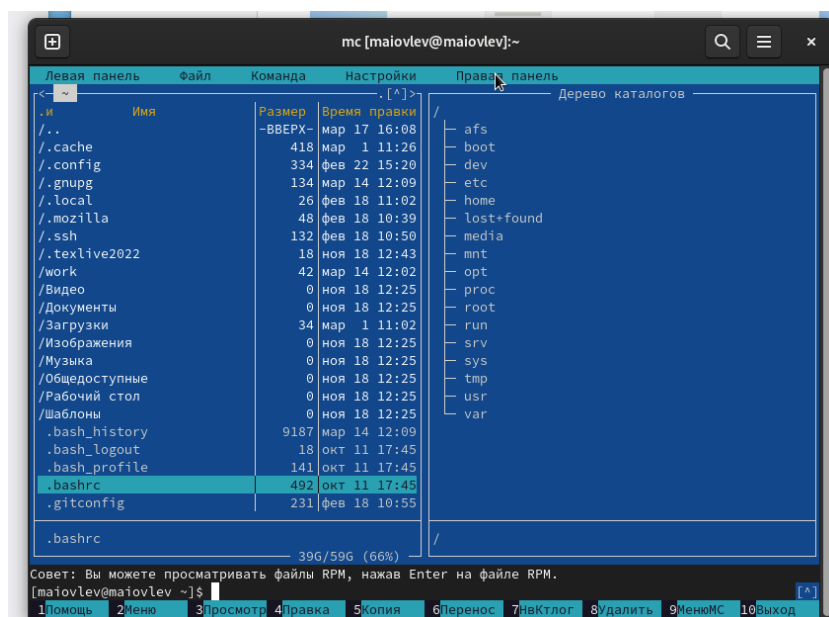 mc [maiovlev@maiovlev]:~
Левая панель Файл Команда Настройки Правая панель
<- ~ .[^]>
.и Имя Размер Время правки
/.. -ВВЕРХ- мар 17 16:08
/.cache 418 мар 1 11:26
/.config 334 фев 22 15:20
/.gnupg 134 мар 14 12:09
/.local 26 фев 18 11:02
/.mozilla 48 фев 18 10:39
/.ssh 132 фев 18 10:50
/.texlive2022 18 ноя 18 12:43
/work 42 мар 14 12:02
/Видео 0 ноя 18 12:25
/Документы 0 ноя 18 12:25
/Загрузки 34 мар 1 11:02
/Изображения 0 ноя 18 12:25
/Музыка 0 ноя 18 12:25
/Общедоступные 0 ноя 18 12:25
/Рабочий стол 0 ноя 18 12:25
/Шаблоны 0 ноя 18 12:25
.bash_history 9187 мар 14 12:09
.bash_logout 18 окт 11 17:45
.bash_profile 141 окт 11 17:45
.bashrc 492 окт 11 17:45
.gitconfig 231 фев 18 10:55
.bashrc
39G/59G (66%)
Дерево каталогов
/
afs
boot
dev
etc
home
lost+found
media
mnt
opt
proc
root
run
srv
sys
tmp
usr
var
/
Совет: Вы можете просматривать файлы RPM, нажав Enter на файле RPM.
[maiovlev@maiovlev ~]$ [^]
1Помощь 2Меню 3Просмотр 4Правка 5Копия 6Перенос 7НвКтлог 8Удалить 9МенюМС 10Выход